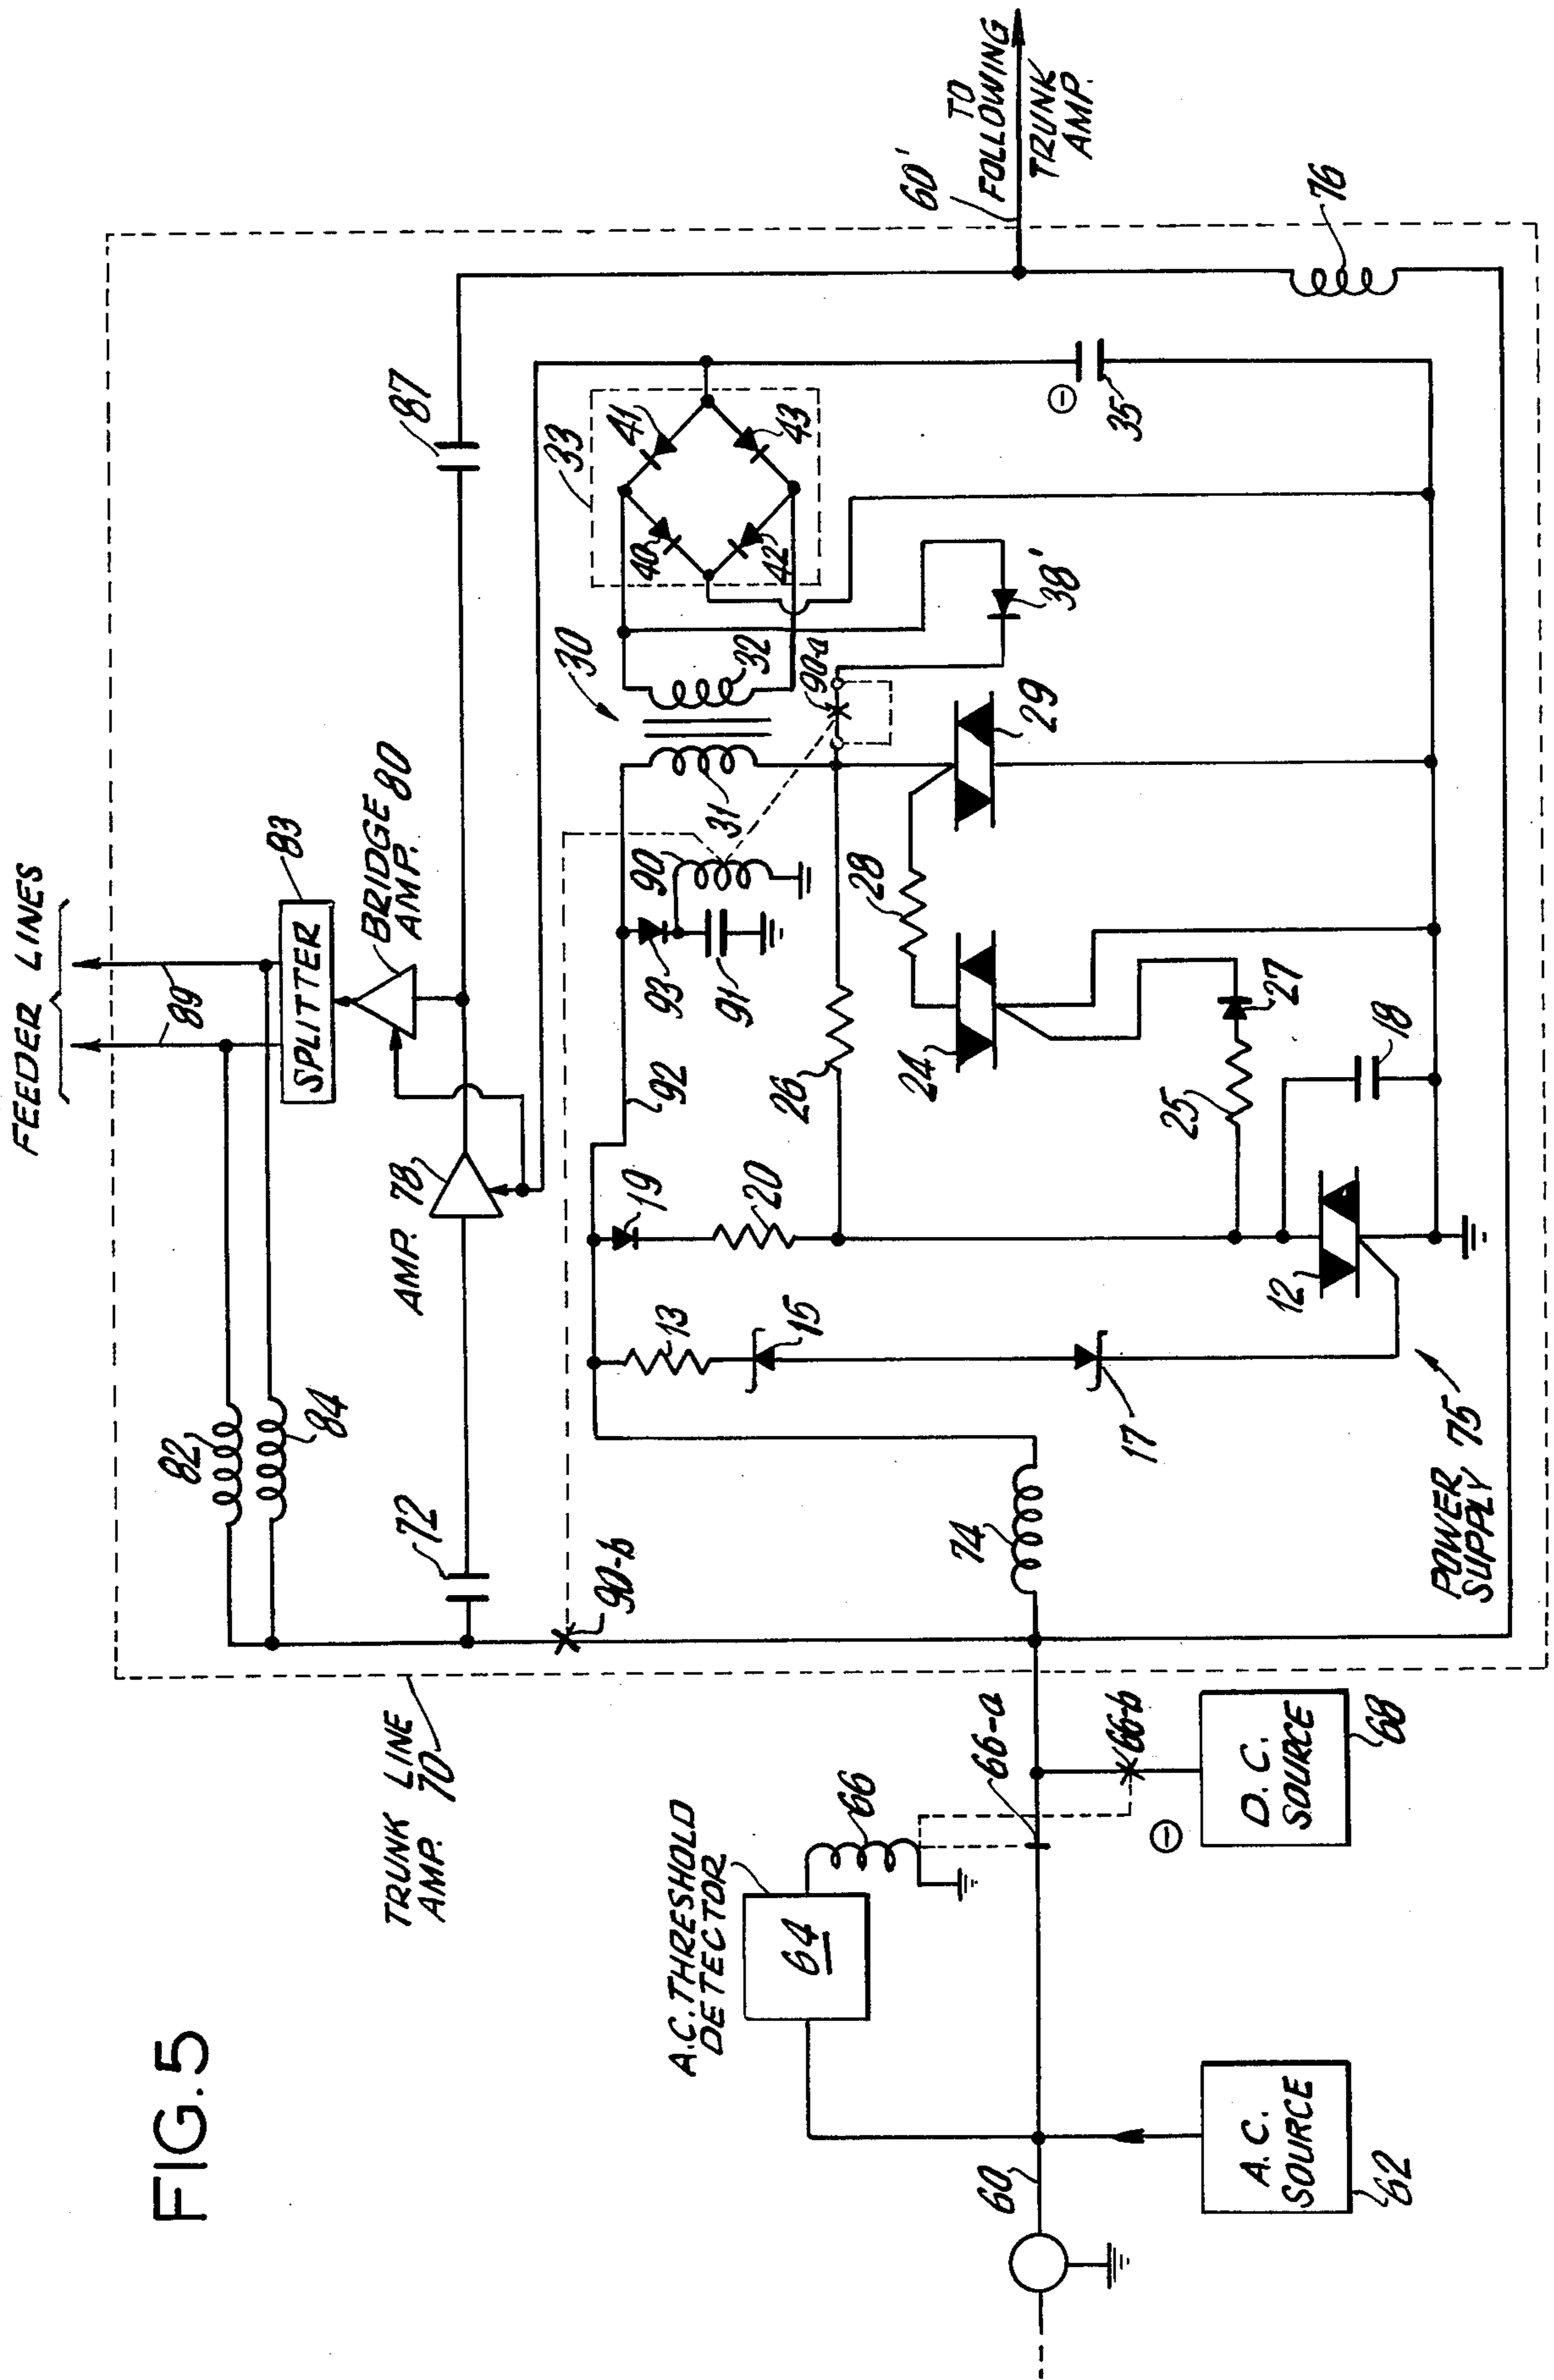 FIG.5
FEEDER LINES
89
83
SPLITTER
BRIDGE
AMP.
80
82
84
AMP. 78
72
87
TRUNK LINE
AMP. 70
90-b
A.C. THRESHOLD
DETECTOR
64
66
66-a
66-b
60
A.C.
SOURCE
62
D.C.
SOURCE
68
74
POWER
SUPPLY 75
13
15
17
19
20
12
18
25
27
26
24
28
29
92
93
91
90
31
30
32
90-a
33
40
41
42
43
38'
35
76
60'
TO
FOLLOWING
TRUNK
AMP.